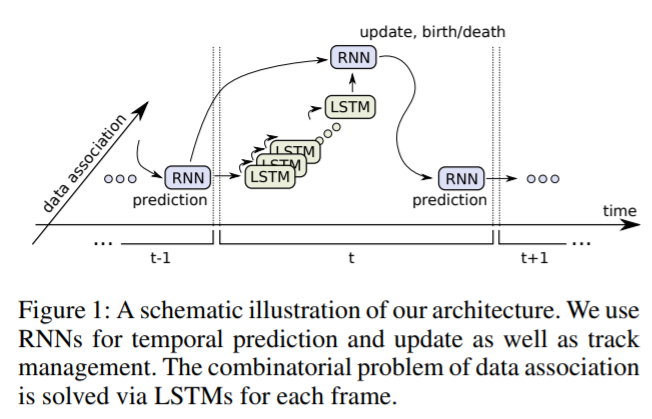 update, birth/death
RNN
LSTM
LSTM
LSTM
LSTM
data association
RNN
prediction
RNN
prediction
time
...
t-1
t
t+1
...
Figure 1: A schematic illustration of our architecture. We use
RNNs for temporal prediction and update as well as track
management. The combinatorial problem of data association
is solved via LSTMs for each frame.